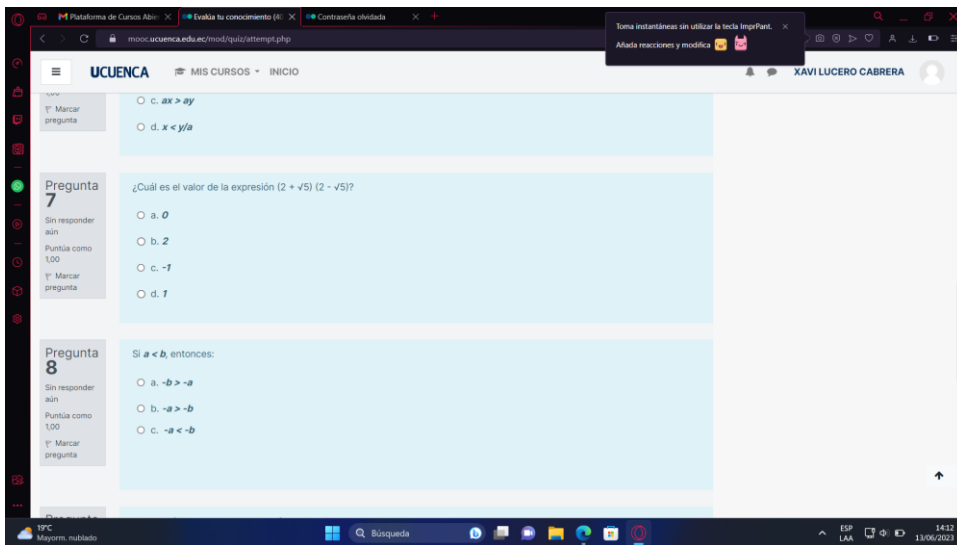 Plataforma de Cursos Abier
Evalúa tu conocimiento (40
Contraseña olvidada
Toma instantáneas sin utilizar la tecla ImprPant.
Añada reacciones y modifica
mooc.ucuenca.edu.ec/mod/quiz/attempt.php
UCUENCA
MIS CURSOS
INICIO
XAVI LUCERO CABRERA
1,00
Marcar
pregunta
c. ax > ay
d. x < y/a
Pregunta
7
Sin responder
aún
Puntúa como
1,00
Marcar
pregunta
¿Cuál es el valor de la expresión (2 + √5) (2 - √5)?
a. 0
b. 2
c. -1
d. 1
Pregunta
8
Sin responder
aún
Puntúa como
1,00
Marcar
pregunta
Si a < b, entonces:
a. -b > -a
b. -a > -b
c. -a < -b
19°C
Mayorm. nublado
Búsqueda
ESP
LAA
14:12
13/06/2023